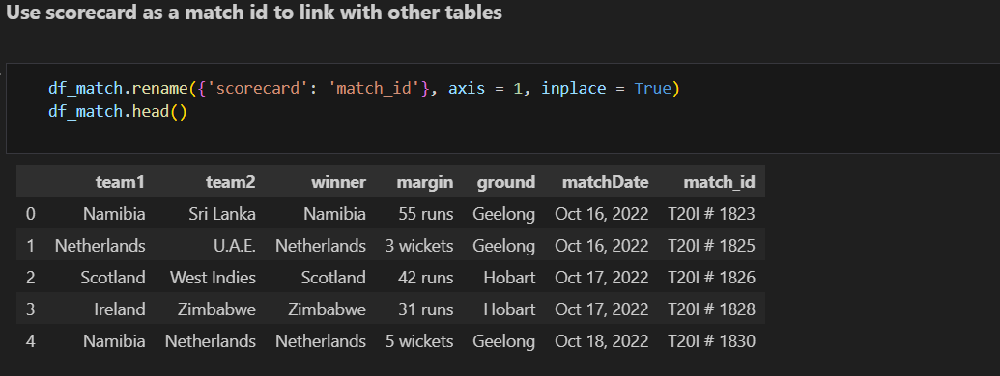 Use scorecard as a match id to link with other tables
df_match.rename({'scorecard': 'match_id'}, axis = 1, inplace = True)
df_match.head()
team1 team2 winner margin ground matchDate match_id
0 Namibia Sri Lanka Namibia 55 runs Geelong Oct 16, 2022 T20I # 1823
1 Netherlands U.A.E. Netherlands 3 wickets Geelong Oct 16, 2022 T20I # 1825
2 Scotland West Indies Scotland 42 runs Hobart Oct 17, 2022 T20I # 1826
3 Ireland Zimbabwe Zimbabwe 31 runs Hobart Oct 17, 2022 T20I # 1828
4 Namibia Netherlands Netherlands 5 wickets Geelong Oct 18, 2022 T20I # 1830